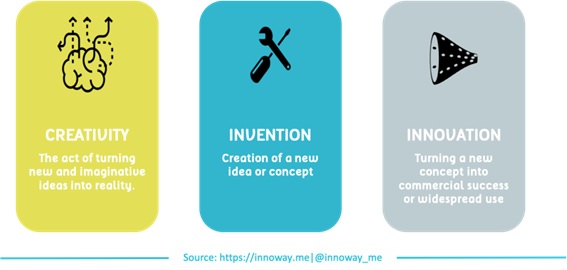 CREATIVITY
The act of turning
new and imaginative
ideas into reality.
INVENTION
Creation of a new
idea or concept
INNOVATION
Turning a new
concept into
commercial success
or widespread use
Source: https://innoway.me|@innoway_me